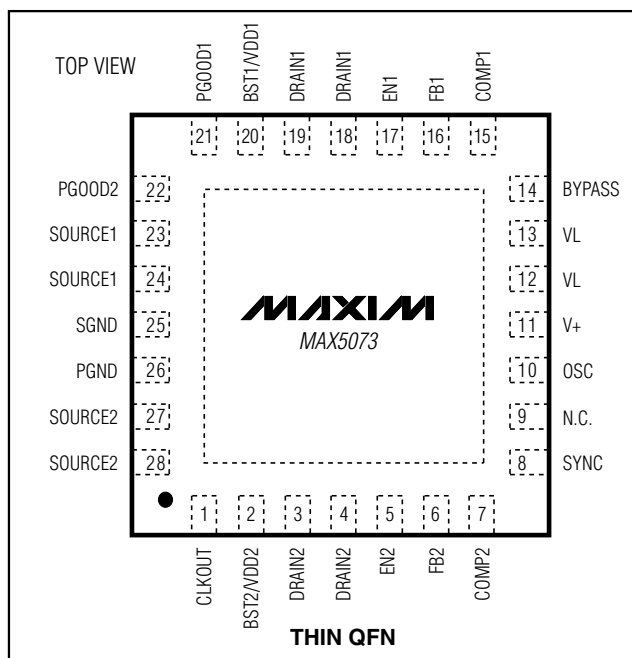 TOP VIEW
PGOOD1
BST1/VDD1
DRAIN1
DRAIN1
EN1
FB1
COMP1
21
20
19
18
17
16
15
PGOOD2 22
SOURCE1 23
SOURCE1 24
SGND 25
PGND 26
SOURCE2 27
SOURCE2 28
MAXIM
MAX5073
14 BYPASS
13 VL
12 VL
11 V+
10 OSC
9 N.C.
8 SYNC
1
2
3
4
5
6
7
CLKOUT
BST2/VDD2
DRAIN2
DRAIN2
EN2
FB2
COMP2
THIN QFN